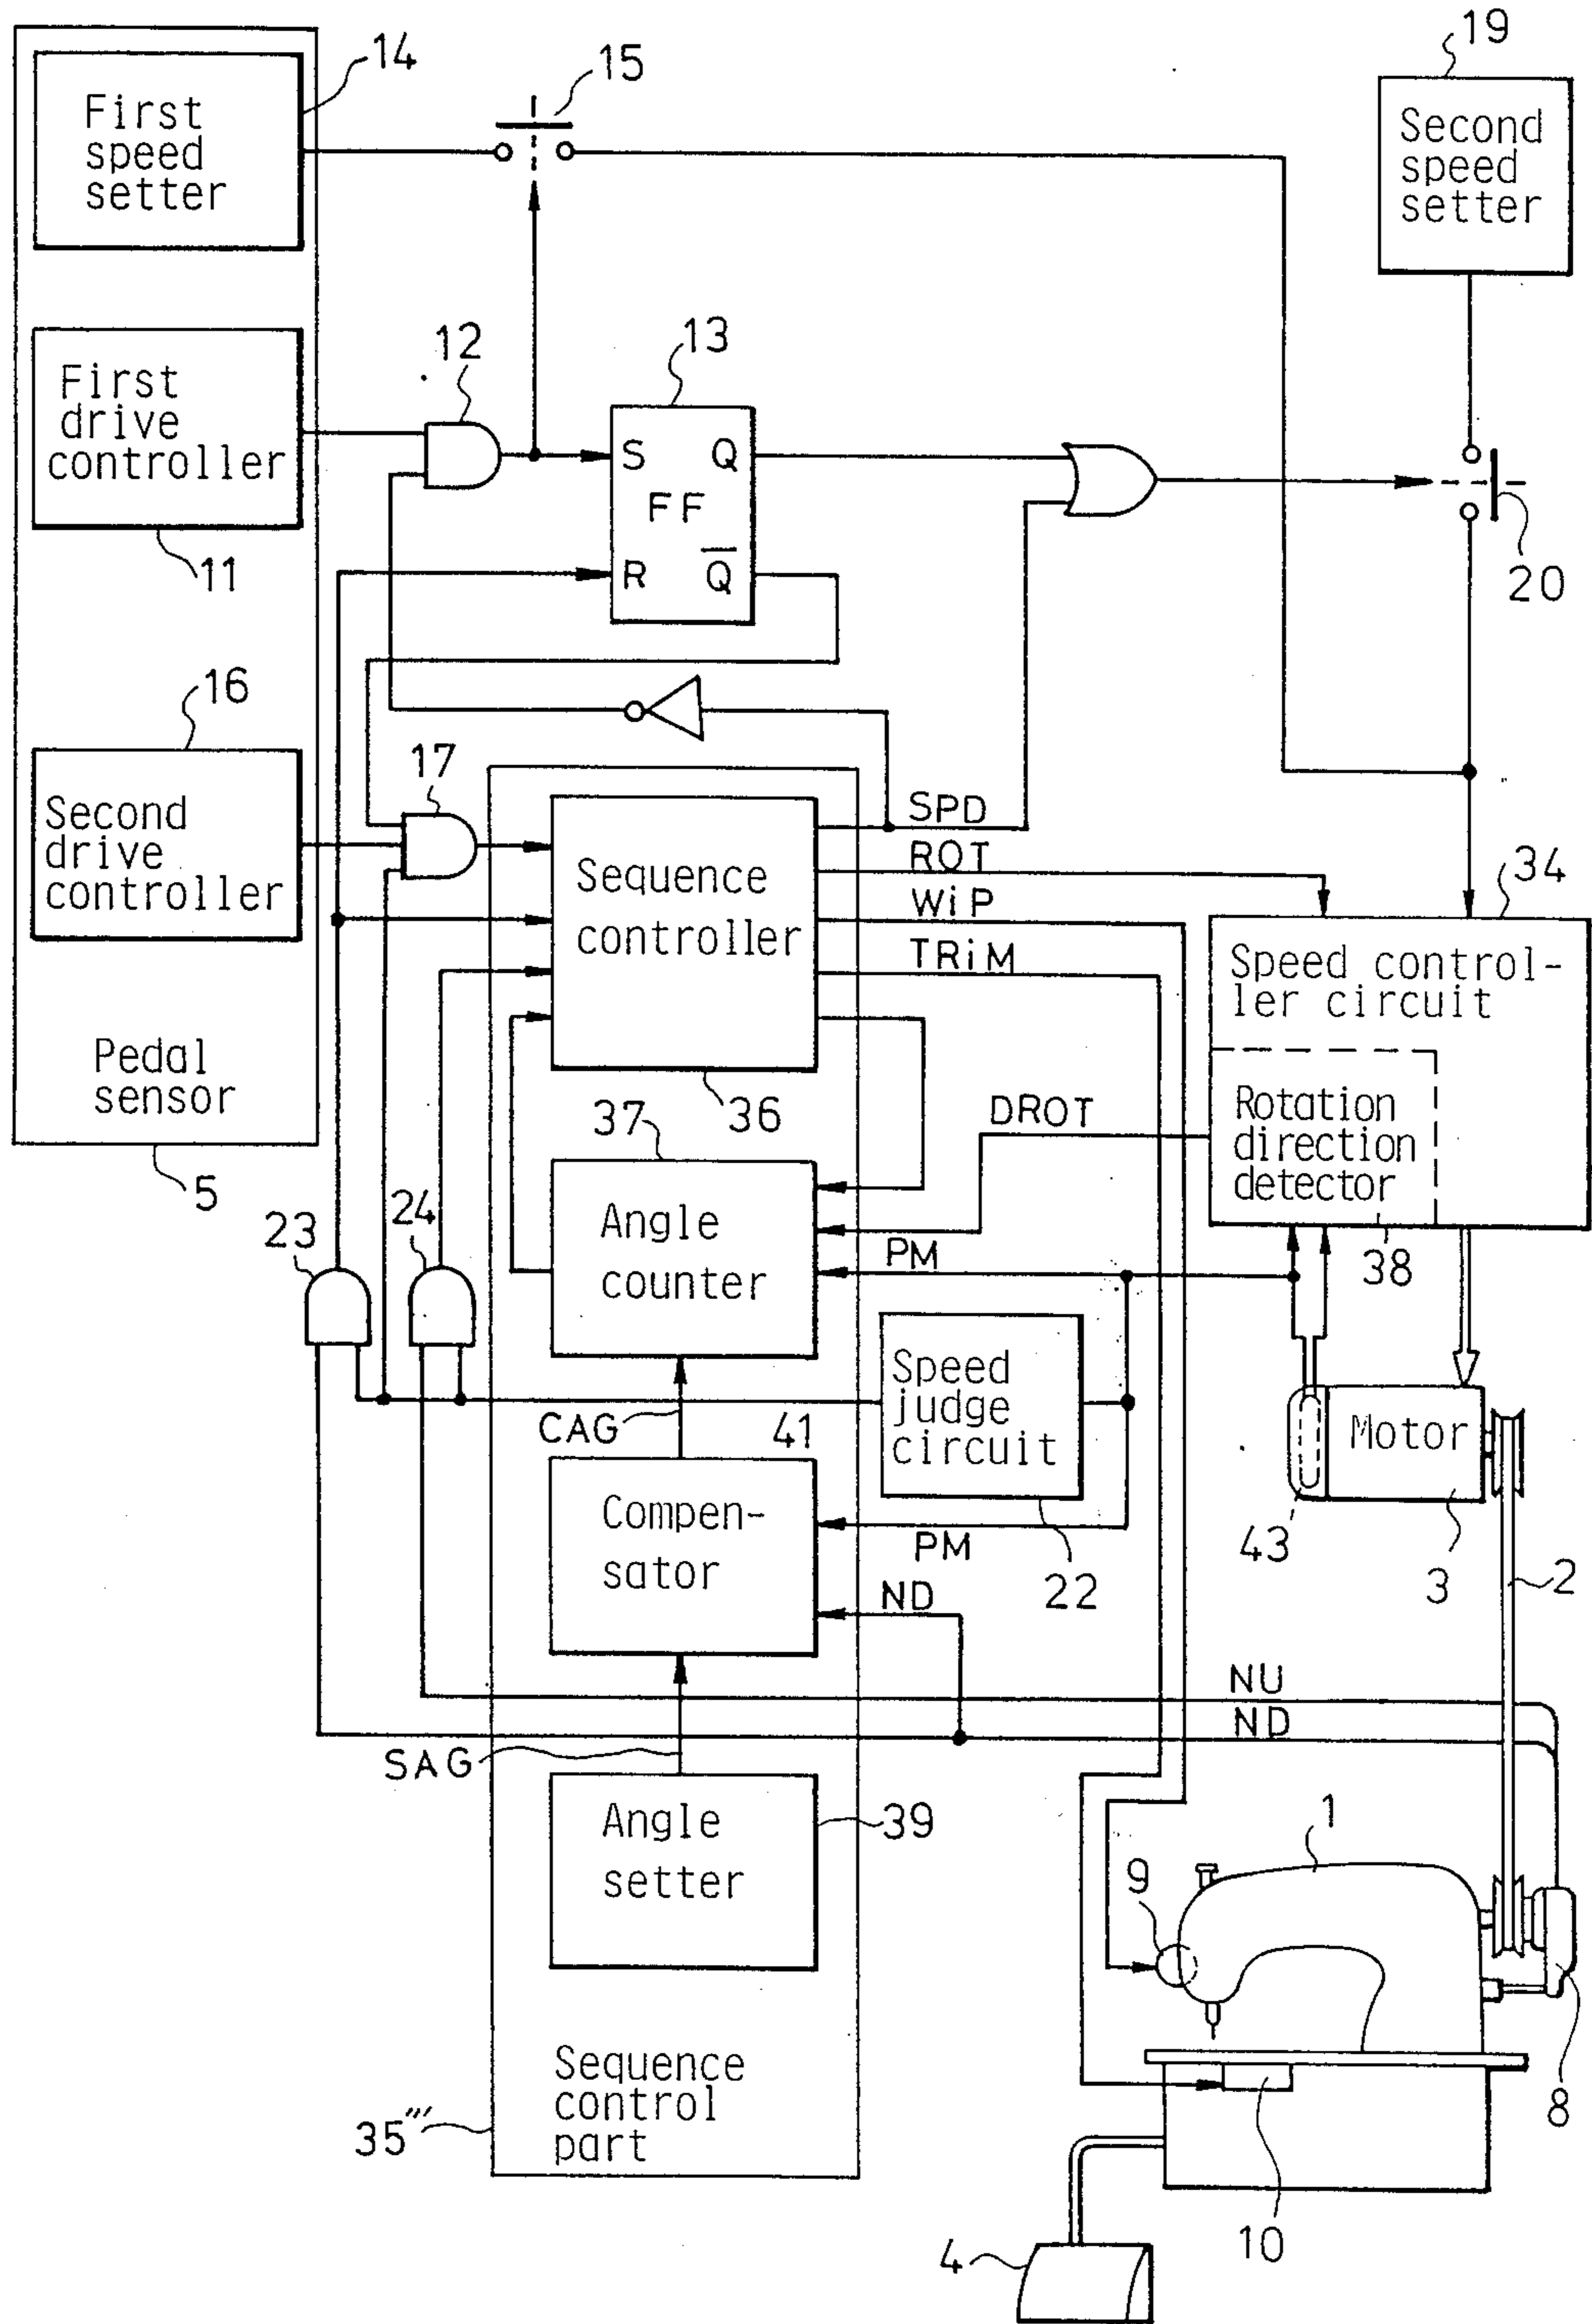 14
15
19
First
speed
setter
Second
speed
setter
12
13
First
drive
controller
S
Q
FF
R
Q̅
11
20
16
17
Second
drive
controller
SPD
ROT
WiP
TRiM
34
Sequence
controller
Speed control-
ler circuit
Pedal
sensor
5
36
37
DROT
Rotation
direction
detector
38
23
24
Angle
counter
PM
Speed
judge
circuit
22
CAG
41
Motor
43
3
2
Compen-
sator
PM
ND
NU
ND
SAG
Angle
setter
39
1
9
8
Sequence
control
part
35‴′
10
4